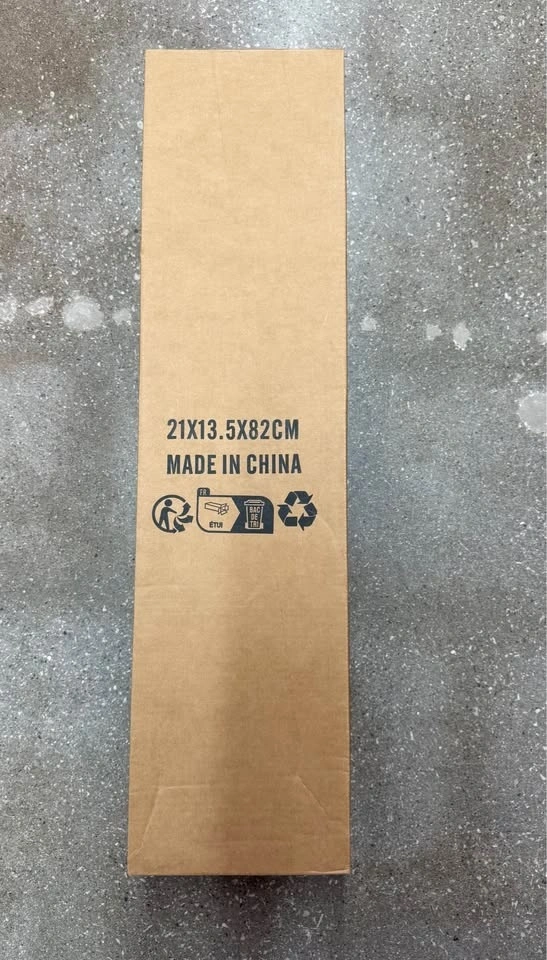 21X13.5X82CM
MADE IN CHINA
FR
ÉTUI
BAC
DE
TRI